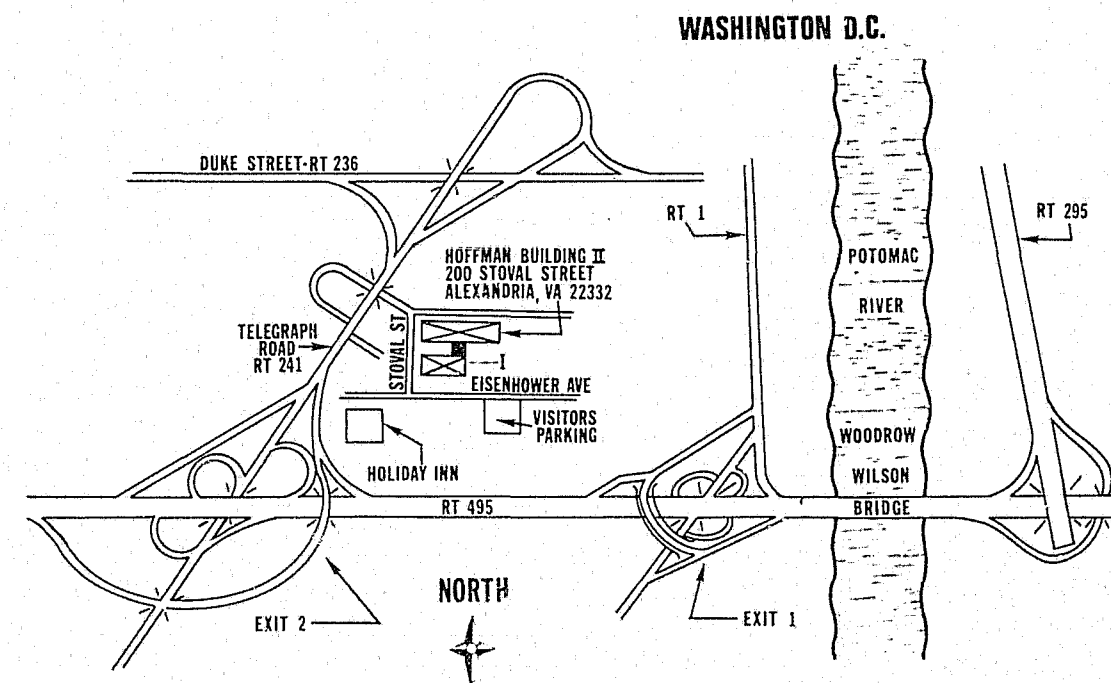 WASHINGTON D.C.
DUKE STREET-RT 236
RT 1
RT 295
HOFFMAN BUILDING II
200 STOVAL STREET
ALEXANDRIA, VA 22332
POTOMAC
RIVER
TELEGRAPH
ROAD
RT 241
STOVAL ST
I
EISENHOWER AVE
VISITORS
PARKING
HOLIDAY INN
WOODROW
WILSON
BRIDGE
RT 495
NORTH
EXIT 2
EXIT 1